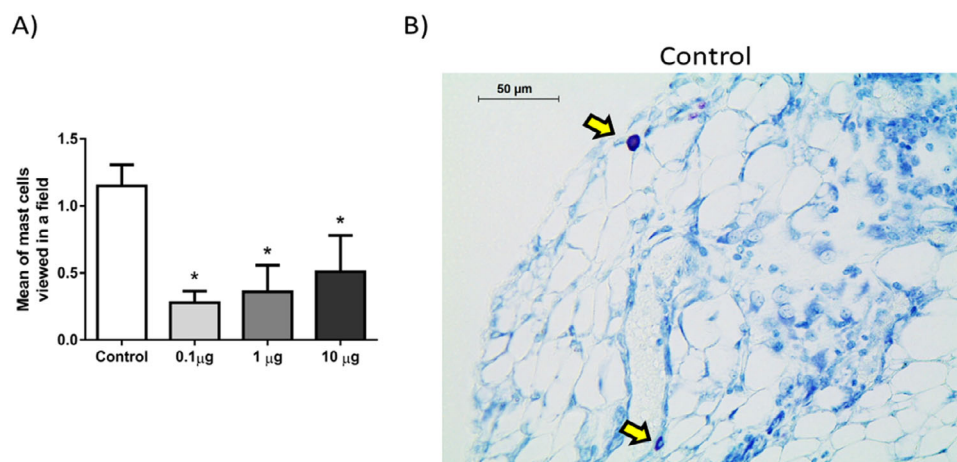 A)
B)
Control
50 µm
Mean of mast cells
viewed in a field
1.5
1.0
0.5
0.0
*
*
*
Control
0.1µg
1 µg
10 µg